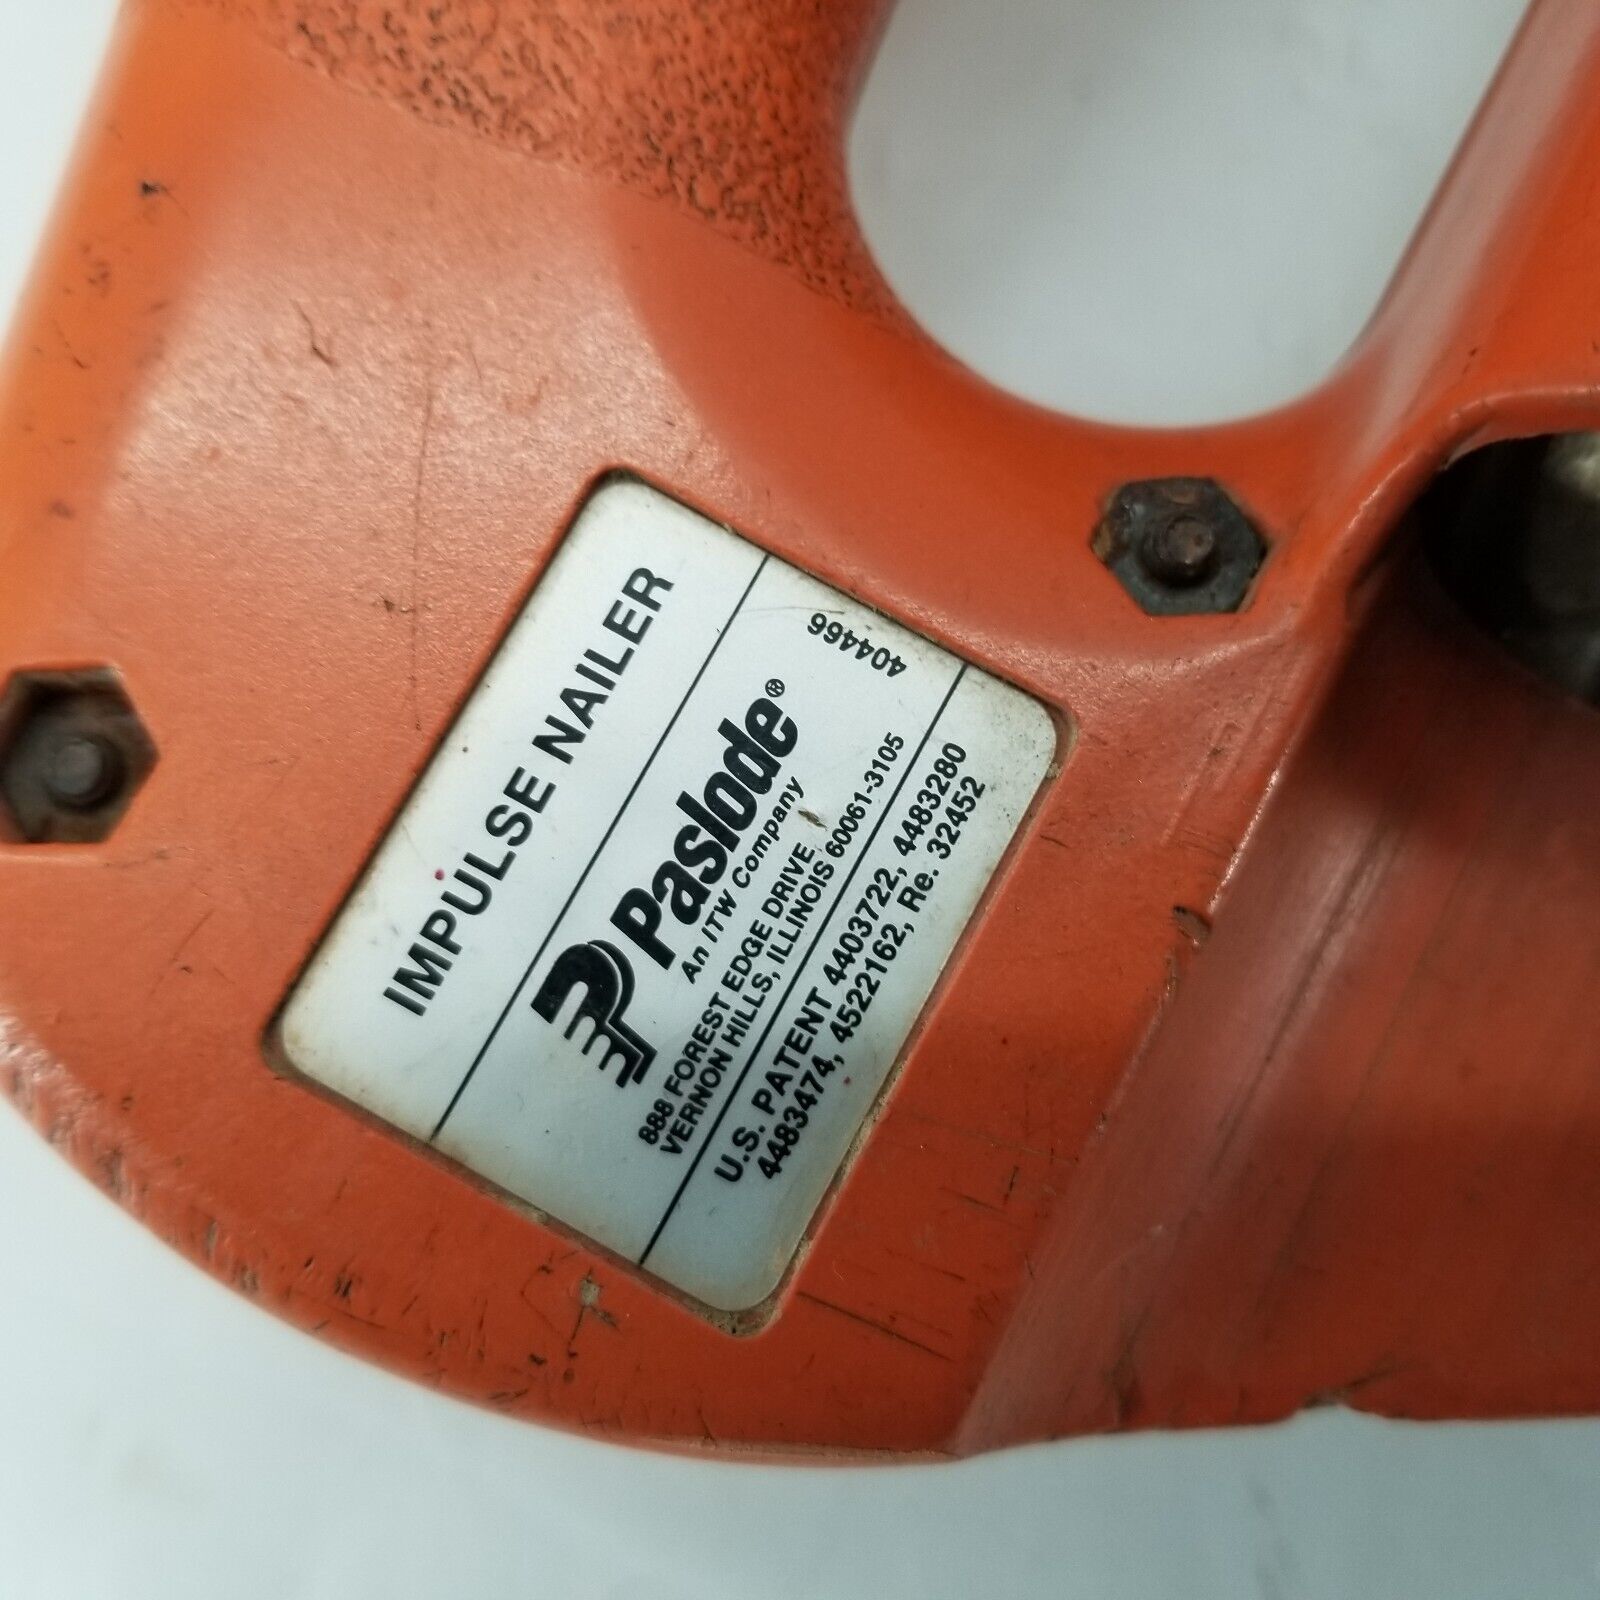 IMPULSE NAILER
Paslode®
An ITW Company
888 FOREST EDGE DRIVE
VERNON HILLS, ILLINOIS 60061-3105
404466
U.S. PATENT 4403722, 4483280
4483474, 4522162, Re. 32452